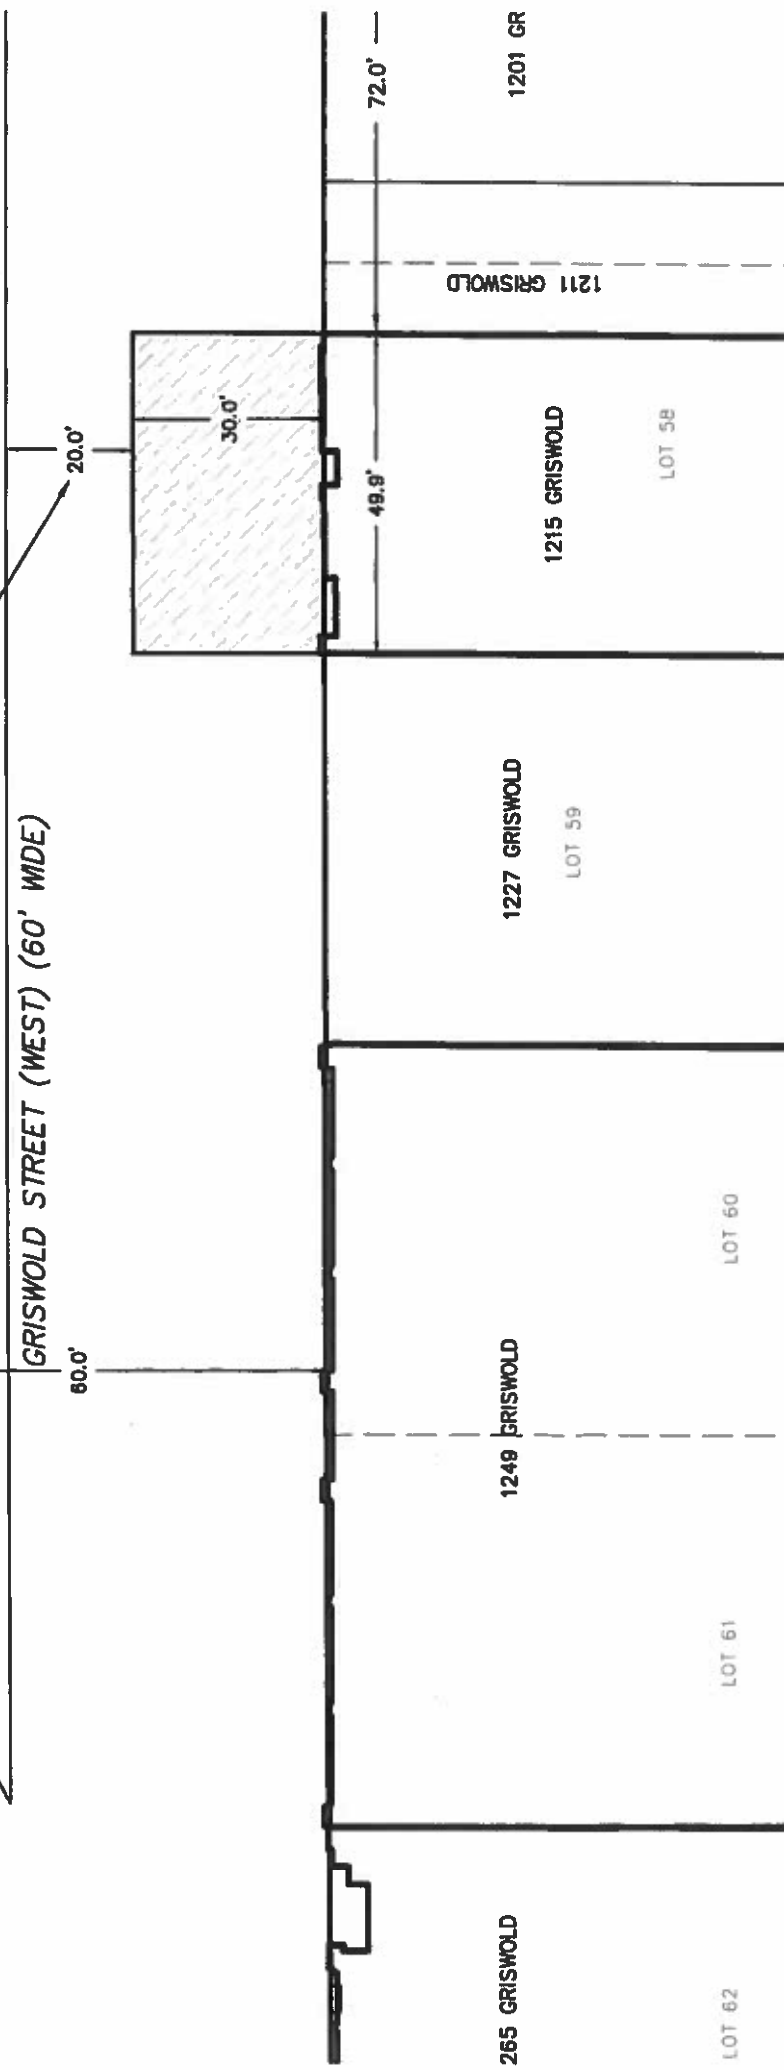 GRISWOLD STREET (WEST) (60' WIDE)
60.0'
20.0'
30.0'
72.0'
49.9'
265 GRISWOLD
LOT 62
1249 GRISWOLD
LOT 61
LOT 60
1227 GRISWOLD
LOT 59
1215 GRISWOLD
LOT 58
1211 GRISWOLD
1201 GR